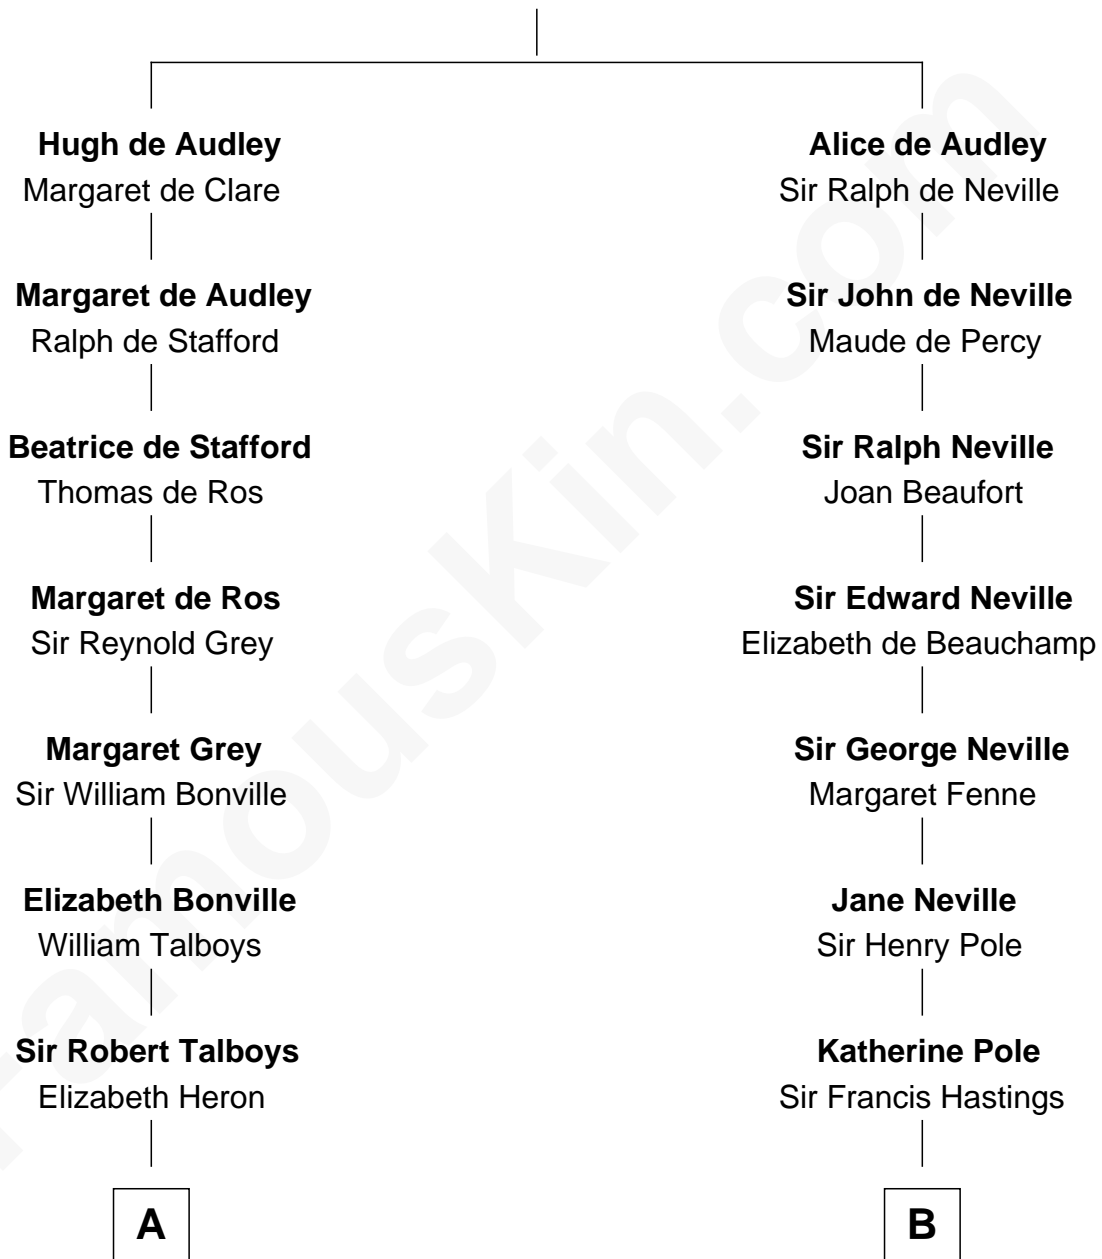 Hugh de Audley
Margaret de Clare
Margaret de Audley
Ralph de Stafford
Beatrice de Stafford
Thomas de Ros
Margaret de Ros
Sir Reynold Grey
Margaret Grey
Sir William Bonville
Elizabeth Bonville
William Talboys
Sir Robert Talboys
Elizabeth Heron
A
Alice de Audley
Sir Ralph de Neville
Sir John de Neville
Maude de Percy
Sir Ralph Neville
Joan Beaufort
Sir Edward Neville
Elizabeth de Beauchamp
Sir George Neville
Margaret Fenne
Jane Neville
Sir Henry Pole
Katherine Pole
Sir Francis Hastings
B
FamousKin.com